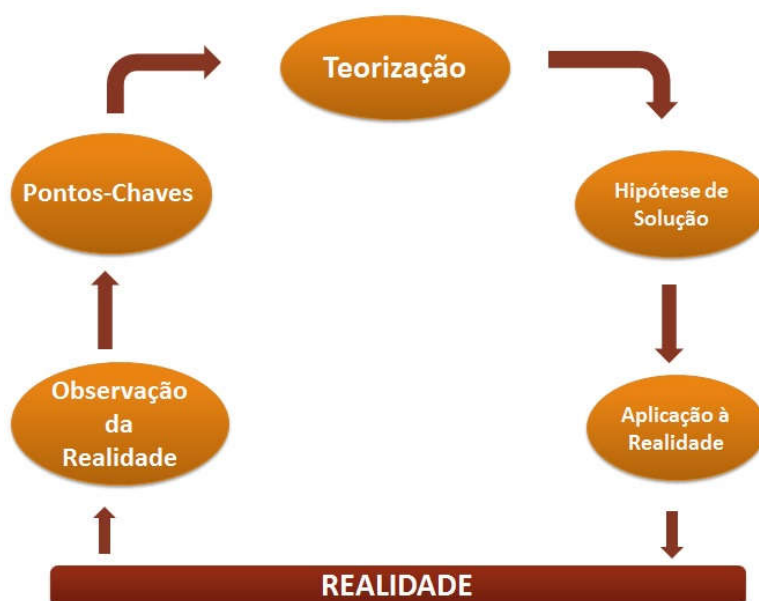 Teorização
Pontos-Chaves
Hipótese de
Solução
Observação
da
Realidade
Aplicação à
Realidade
REALIDADE